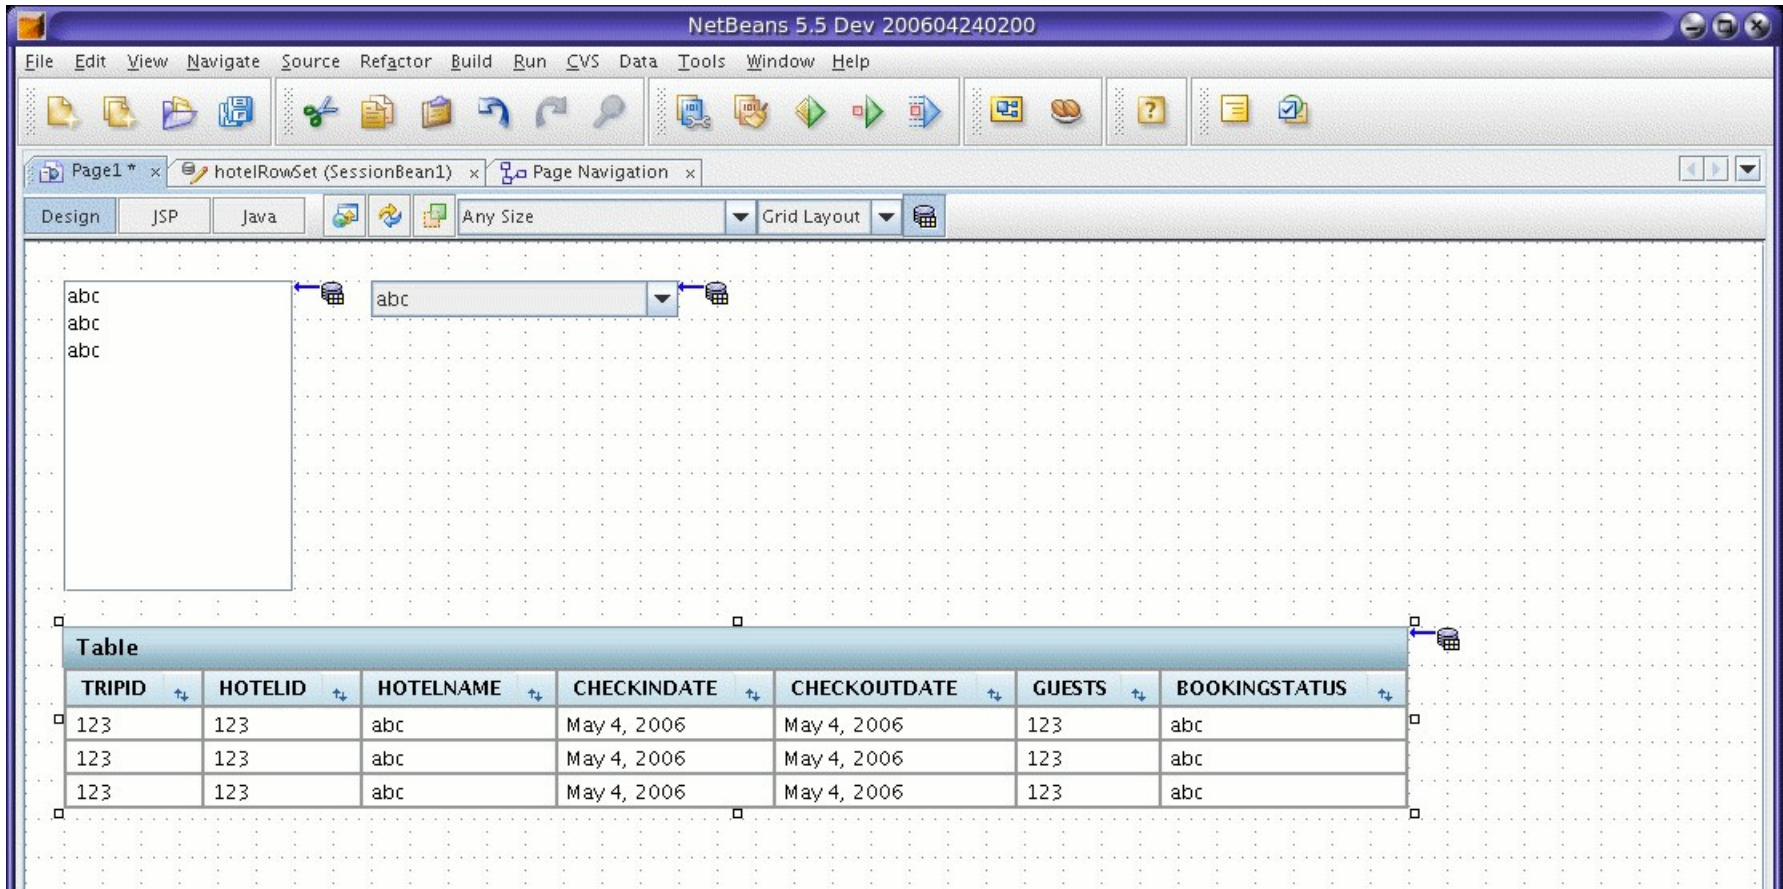 NetBeans 5.5 Dev 200604240200
File Edit View Navigate Source Refactor Build Run CVS Data Tools Window Help
Page1 * x hotelRowSet (SessionBean1) x Page Navigation x
Design JSP Java Any Size Grid Layout
abc
abc
abc
abc
Table
TRIPID HOTELID HOTELNAME CHECKINDATE CHECKOUTDATE GUESTS BOOKINGSTATUS
123 123 abc May 4, 2006 May 4, 2006 123 abc
123 123 abc May 4, 2006 May 4, 2006 123 abc
123 123 abc May 4, 2006 May 4, 2006 123 abc